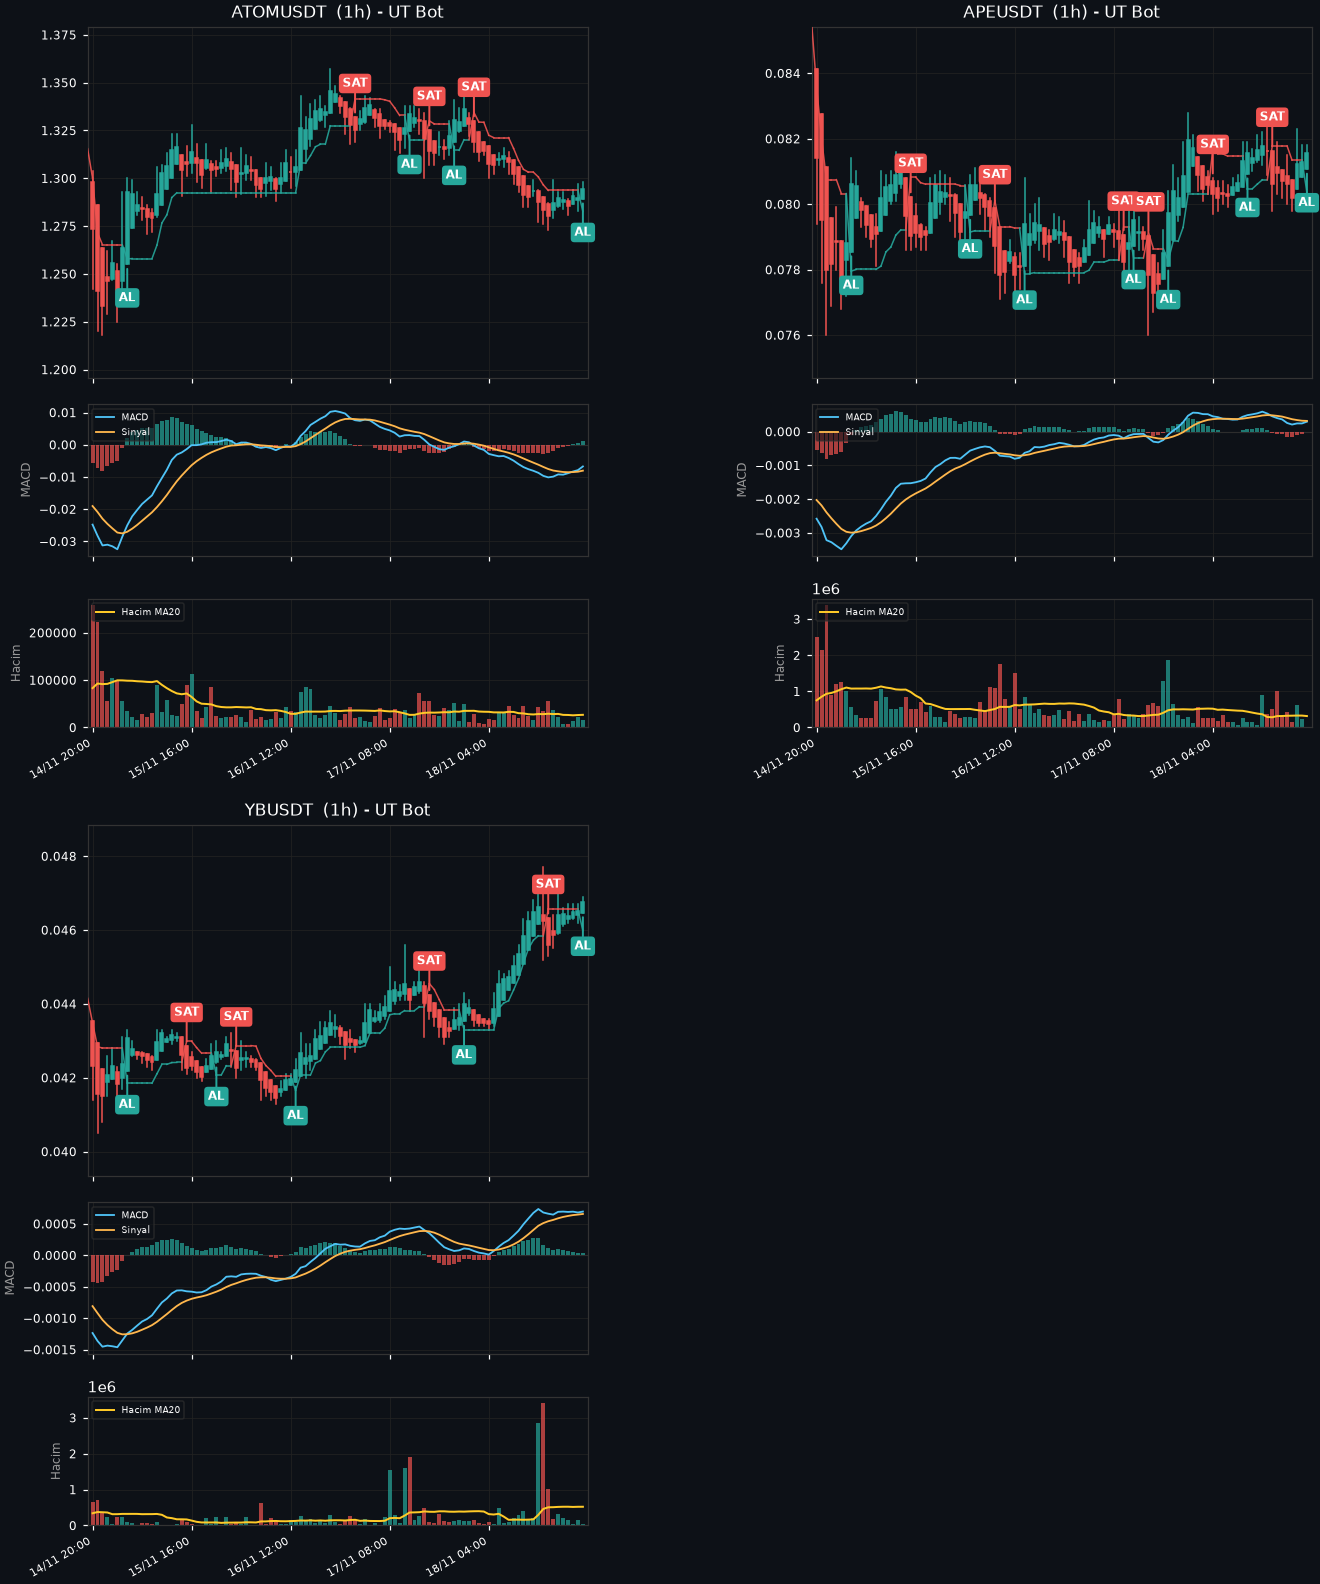 ATOMUSDT  (1h) - UT Bot
1.375
1.350
1.325
1.300
1.275
1.250
1.225
1.200
SAT
SAT
SAT
AL
AL
AL
AL
MACD
Sinyal
0.01
0.00
−0.01
−0.02
−0.03
MACD
Hacim MA20
200000
100000
0
Hacim
14/11 20:00
15/11 16:00
16/11 12:00
17/11 08:00
18/11 04:00
APEUSDT  (1h) - UT Bot
0.084
0.082
0.080
0.078
0.076
SAT
SAT
SAT
SAT
SAT
SAT
AL
AL
AL
AL
AL
AL
AL
MACD
Sinyal
0.000
−0.001
−0.002
−0.003
MACD
1e6
Hacim MA20
3
2
1
0
Hacim
14/11 20:00
15/11 16:00
16/11 12:00
17/11 08:00
18/11 04:00
YBUSDT  (1h) - UT Bot
0.048
0.046
0.044
0.042
0.040
SAT
SAT
SAT
SAT
AL
AL
AL
AL
AL
MACD
Sinyal
0.0005
0.0000
−0.0005
−0.0010
−0.0015
MACD
1e6
Hacim MA20
3
2
1
0
Hacim
14/11 20:00
15/11 16:00
16/11 12:00
17/11 08:00
18/11 04:00